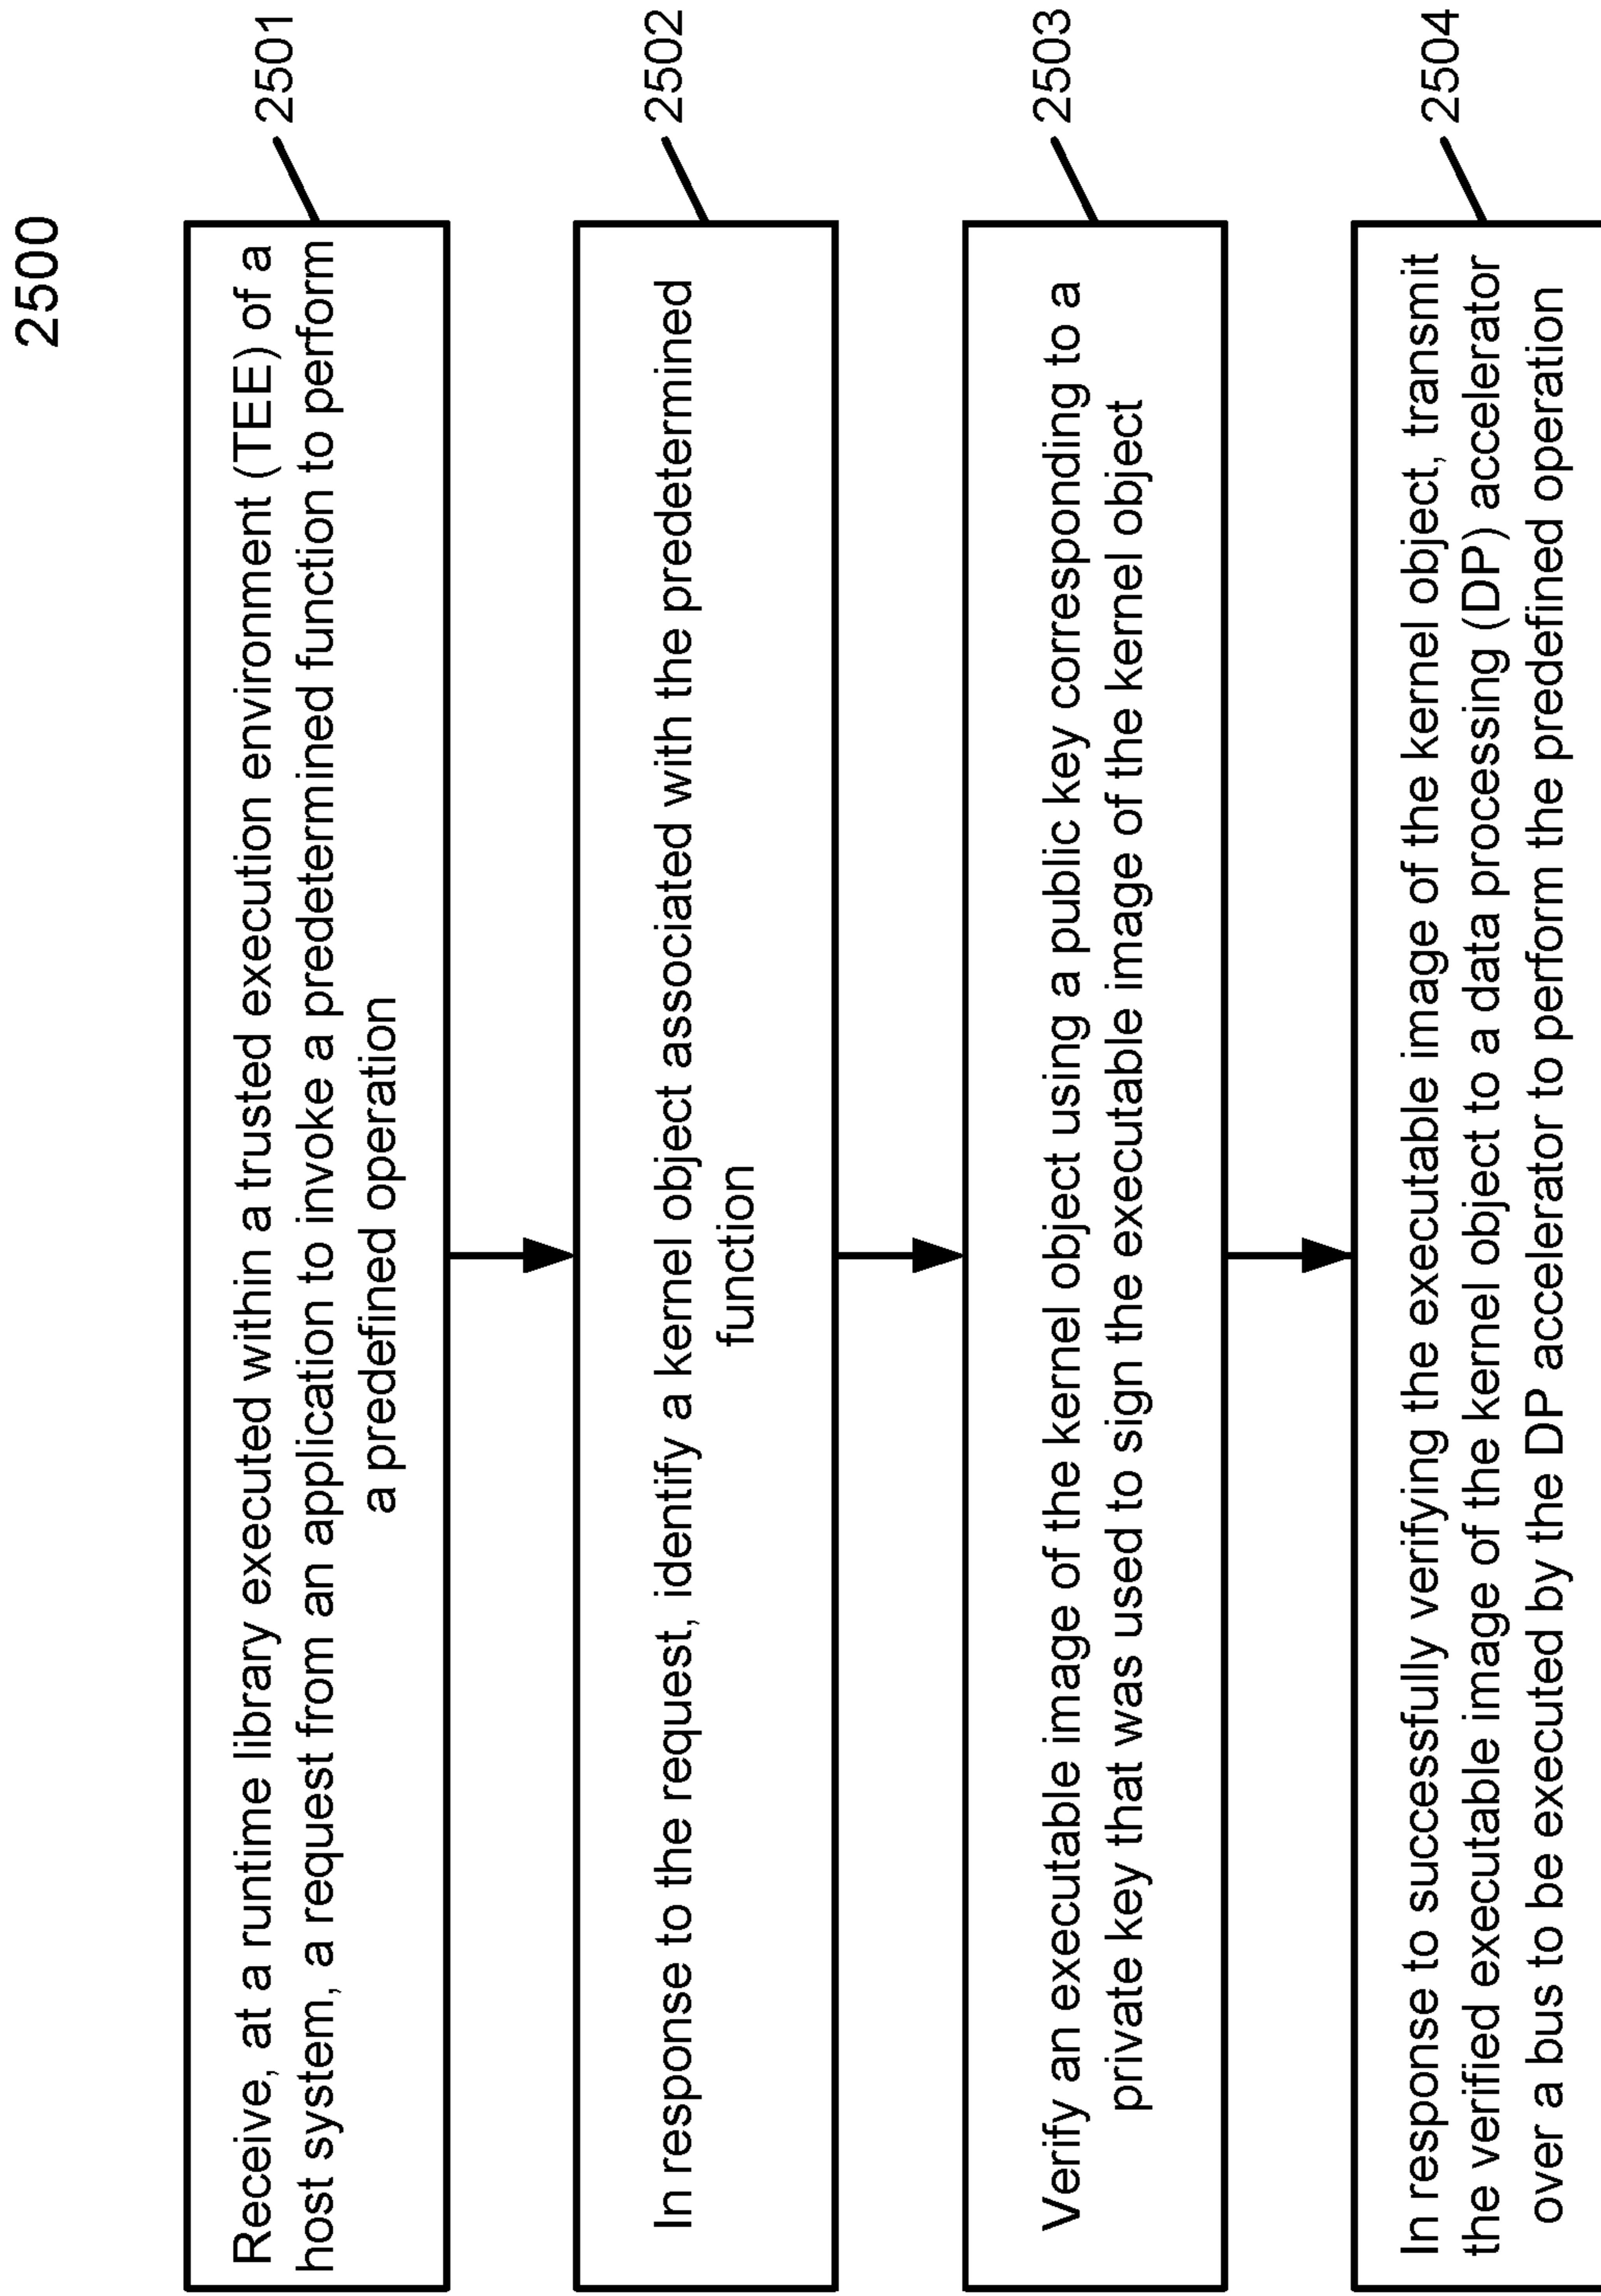 2500
Receive, at a runtime library executed within a trusted execution environment (TEE) of a
host system, a request from an application to invoke a predetermined function to perform
a predefined operation
2501
In response to the request, identify a kernel object associated with the predetermined
function
2502
Verify an executable image of the kernel object using a public key corresponding to a
private key that was used to sign the executable image of the kernel object
2503
In response to successfully verifying the executable image of the kernel object, transmit
the verified executable image of the kernel object to a data processing (DP) accelerator
over a bus to be executed by the DP accelerator to perform the predefined operation
2504